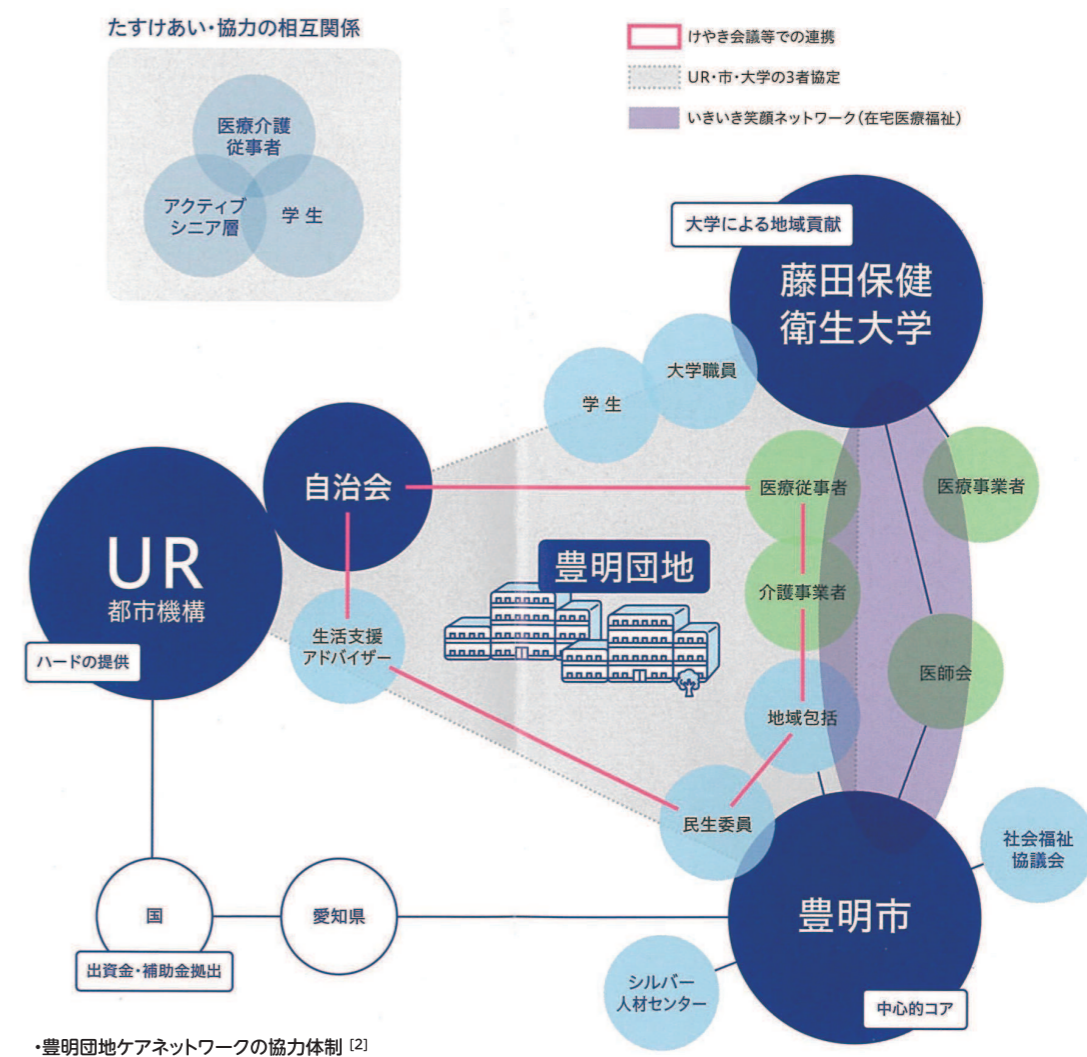 たすけあい・協力の相互関係
医療介護
従事者
アクティブ
シニア層
学生
けやき会議等での連携
UR・市・大学の3者協定
いきいき笑顔ネットワーク(在宅医療福祉)
大学による地域貢献
藤田保健
衛生大学
大学職員
学生
自治会
医療従事者
医療事業者
UR
都市機構
豊明団地
介護事業者
生活支援
アドバイザー
ハードの提供
医師会
地域包括
民生委員
社会福祉
協議会
国
愛知県
豊明市
出資金・補助金拠出
シルバー
人材センター
中心的コア
・豊明団地ケアネットワークの協力体制 [2]